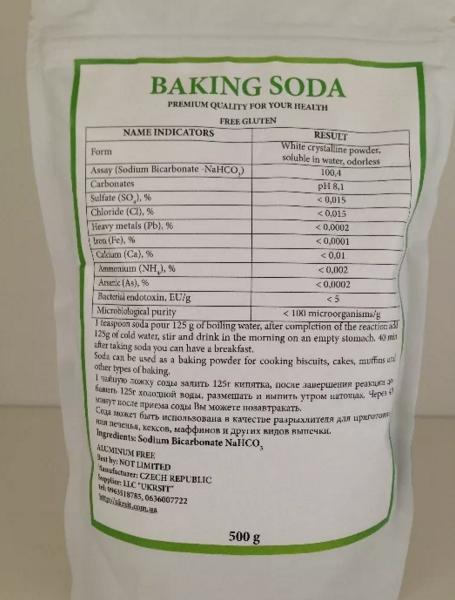 BAKING SODA
PREMIUM QUALITY FOR YOUR HEALTH
FREE GLUTEN
NAME INDICATORS RESULT
Form White crystalline powder, soluble in water, odorless
Assay (Sodium Bicarbonate -NaHCO₃) 100,4
Carbonates pH 8,1
Sulfate (SO₄), % < 0,015
Chloride (Cl), % < 0,015
Heavy metals (Pb), % < 0,0002
Iron (Fe), % < 0,0001
Calcium (Ca), % < 0,01
Ammonium (NH₄), % < 0,002
Arsenic (As), % < 0,0002
Bacterial endotoxin, EU/g < 5
Microbiological purity < 100 microorganisms/g
1 teaspoon soda pour 125 g of boiling water, after completion of the reaction add
125g of cold water, stir and drink in the morning on an empty stomach. 40 min
after taking soda you can have a breakfast.
Soda can be used as a baking powder for cooking biscuits, cakes, muffins and
other types of baking.
1 чайную ложку соды залить 125г кипятка, после завершения реакции до
бавить 125г холодной воды, размешать и выпить утром натощак. Через
минут после приема соды Вы можете позавтракать.
Сода может быть использована в качестве разрыхлителя для приготовле
ния печенья, кексов, маффинов и других видов выпечки.
Ingredients: Sodium Bicarbonate NaHCO₃
ALUMINUM FREE
Best by: NOT LIMITED
Manufacturer: CZECH REPUBLIC
Supplier: LLC "UKRSIT"
tel: 0963518785, 0636007722
http://ukrsit.com.ua
500 g